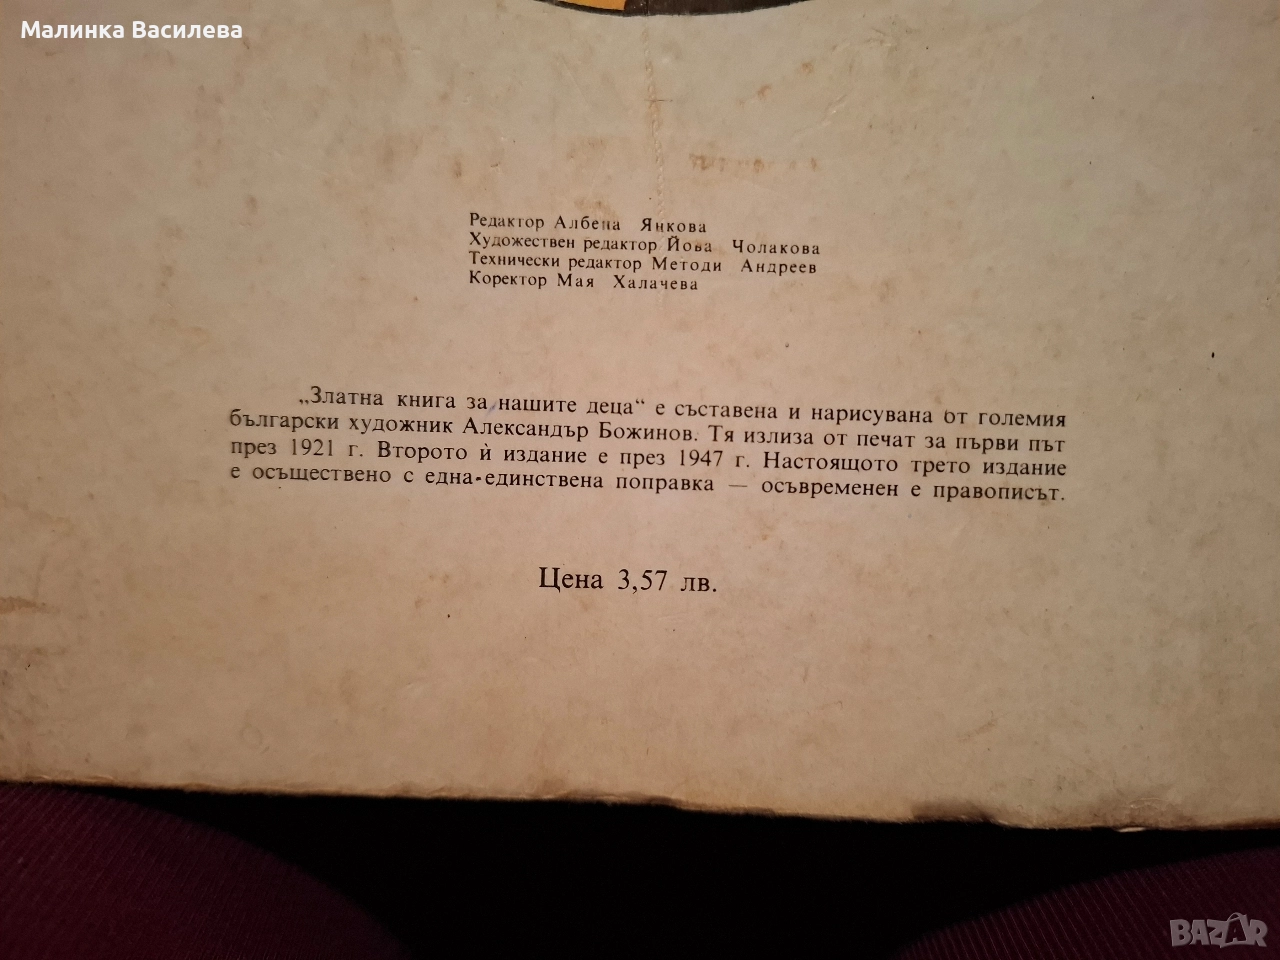 Малинка Василева
Редактор Албена Янкова
Художествен редактор Йова Чолакова
Технически редактор Методи Андреев
Коректор Мая Халачева
„Златна книга за нашите деца“ е съставена и нарисувана от големия
български художник Александър Божинов. Тя излиза от печат за първи път
през 1921 г. Второто ѝ издание е през 1947 г. Настоящото трето издание
е осъществено с една-единствена поправка — осъвременен е правописът.
Цена 3,57 лв.
BAZAR